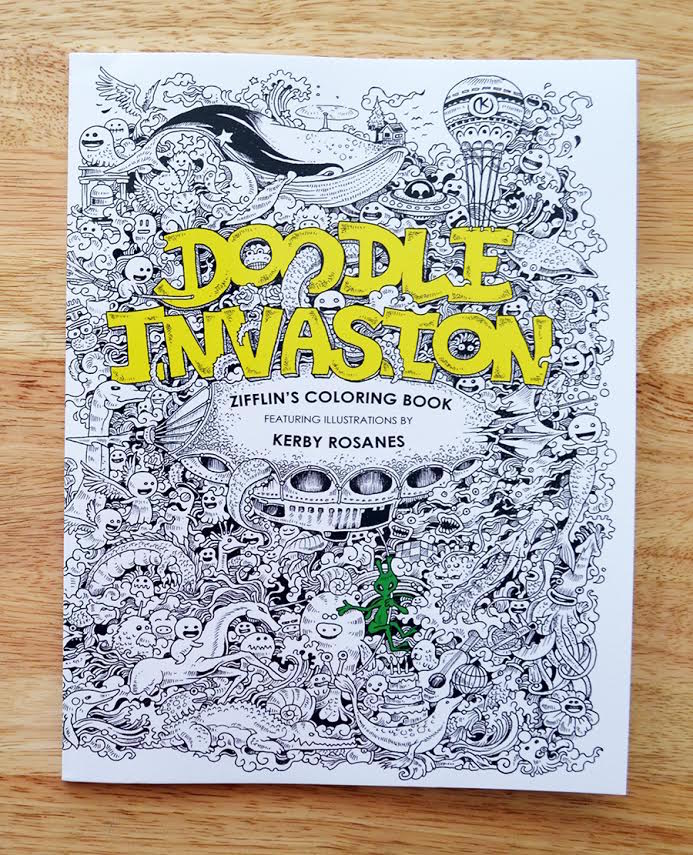 K
DOODLE
INVASION
ZIFFLIN'S COLORING BOOK
FEATURING ILLUSTRATIONS BY
KERBY ROSANES